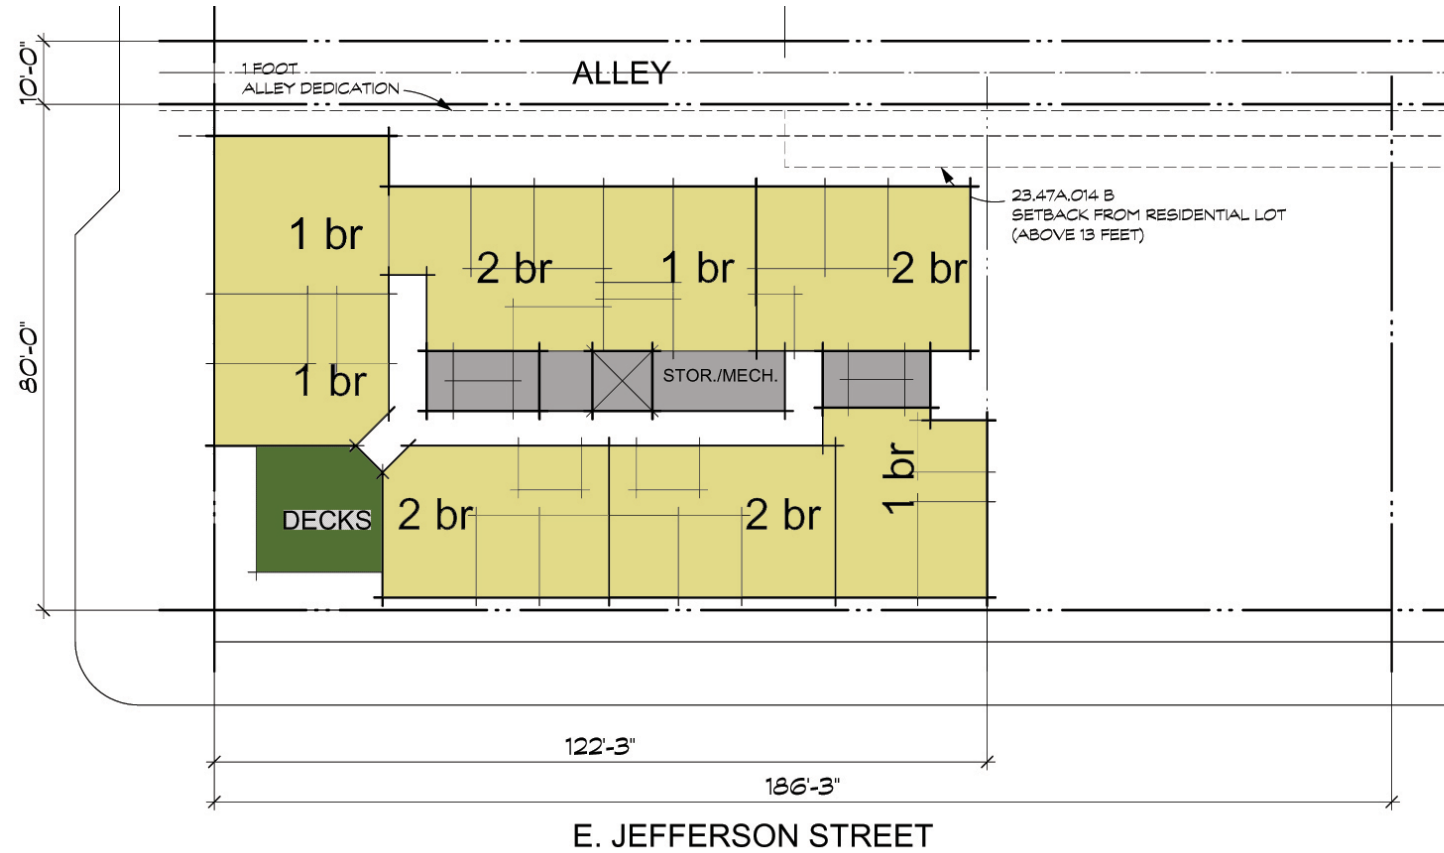 10'-0"
1 FOOT
ALLEY DEDICATION
ALLEY
23.47A.014 B
SETBACK FROM RESIDENTIAL LOT
(ABOVE 13 FEET)
1 br
2 br
1 br
2 br
80'-0"
1 br
STOR./MECH.
1 br
DECKS
2 br
2 br
122'-3"
186'-3"
E. JEFFERSON STREET